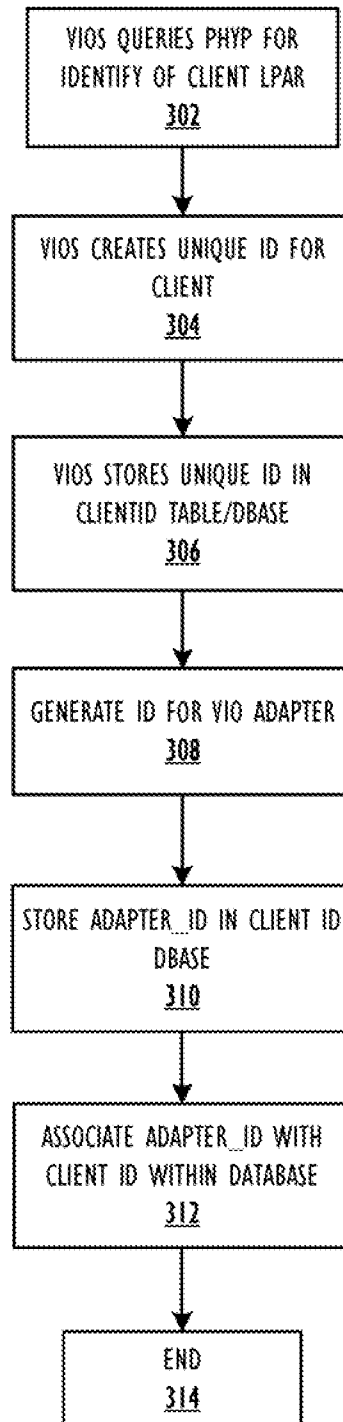 VIOS QUERIES PHYP FOR
IDENTIFY OF CLIENT LPAR
302
VIOS CREATES UNIQUE ID FOR
CLIENT
304
VIOS STORES UNIQUE ID IN
CLIENTID TABLE/DBASE
306
GENERATE ID FOR VIO ADAPTER
308
STORE ADAPTER_ID IN CLIENT ID
DBASE
310
ASSOCIATE ADAPTER_ID WITH
CLIENT ID WITHIN DATABASE
312
END
314